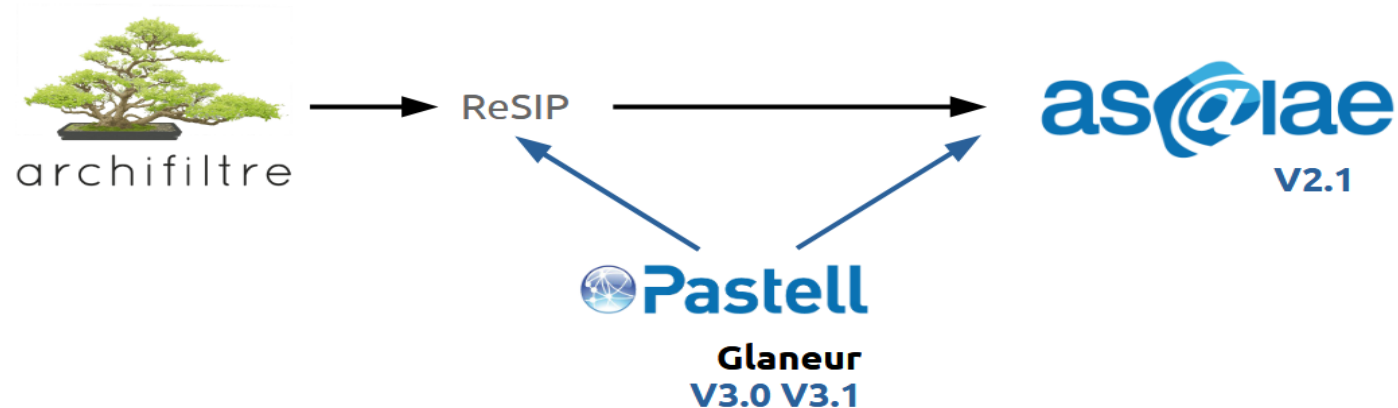 archifiltre
ReSIP
as@lae
V2.1
Pastell
Glaneur
V3.0 V3.1